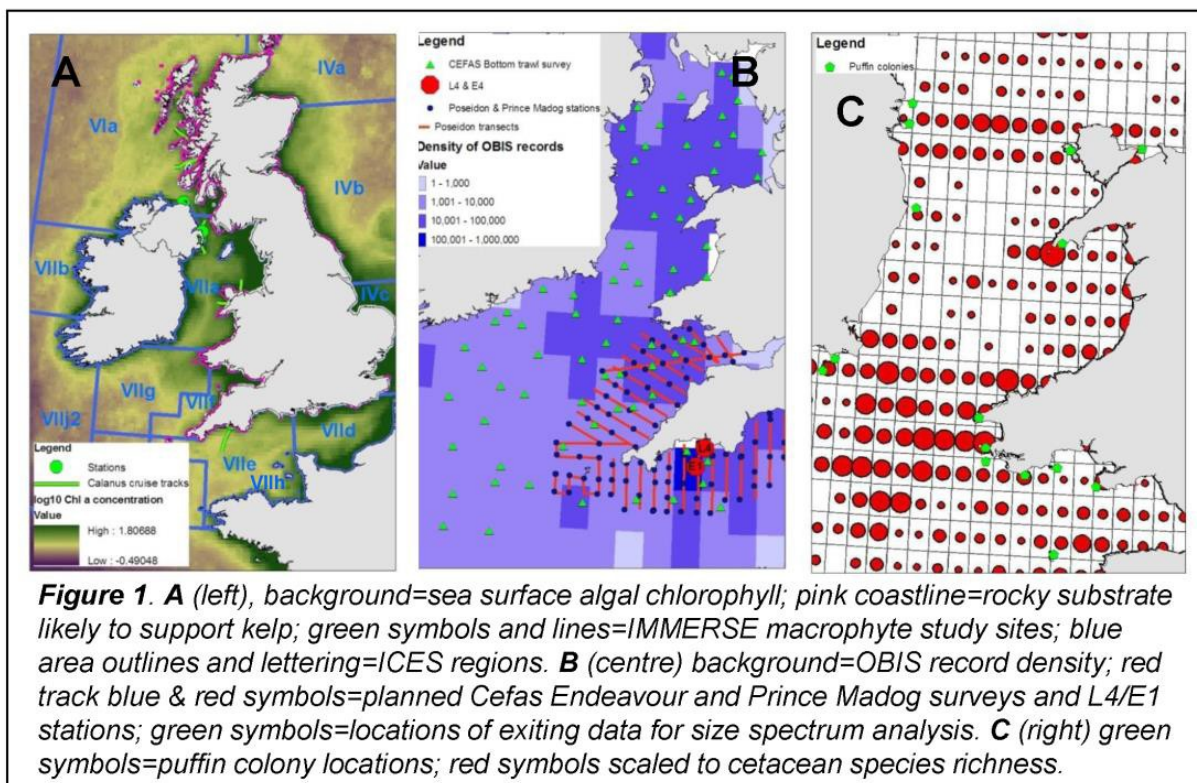 A
IVa
VIa
IVb
VIIb
VIIa
IVc
VIIg
VIIf
VIIj2
VIId
VIIe
VIIh
Legend
Stations
Calanus cruise tracks
log10 Chl a concentration
Value
High : 1.80688
Low : -0.49048
B
Legend
CEFAS Bottom trawl survey
L4 & E4
Poseidon & Prince Madog stations
Poseidon transects
Density of OBIS records
Value
1 - 1,000
1,001 - 10,000
10,001 - 100,000
100,001 - 1,000,000
L4
C
Legend
Puffin colonies
Figure 1. A (left), background=sea surface algal chlorophyll; pink coastline=rocky substrate
likely to support kelp; green symbols and lines=IMMERSE macrophyte study sites; blue
area outlines and lettering=ICES regions. B (centre) background=OBIS record density; red
track blue & red symbols=planned Cefas Endeavour and Prince Madog surveys and L4/E1
stations; green symbols=locations of exiting data for size spectrum analysis. C (right) green
symbols=puffin colony locations; red symbols scaled to cetacean species richness.